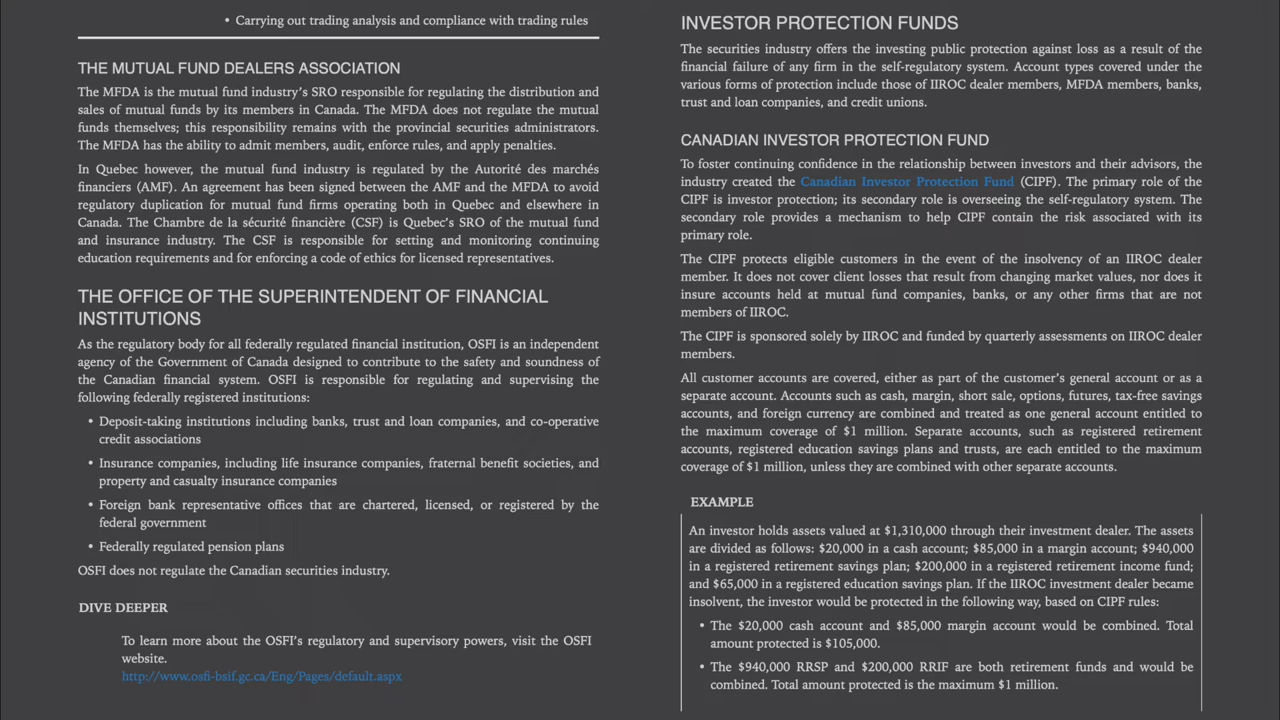 • Carrying out trading analysis and compliance with trading rules
THE MUTUAL FUND DEALERS ASSOCIATION
The MFDA is the mutual fund industry's SRO responsible for regulating the distribution and
sales of mutual funds by its members in Canada. The MFDA does not regulate the mutual
funds themselves; this responsibility remains with the provincial securities administrators.
The MFDA has the ability to admit members, audit, enforce rules, and apply penalties.
In Quebec however, the mutual fund industry is regulated by the Autorité des marchés
financiers (AMF). An agreement has been signed between the AMF and the MFDA to avoid
regulatory duplication for mutual fund firms operating both in Quebec and elsewhere in
Canada. The Chambre de la sécurité financière (CSF) is Quebec's SRO of the mutual fund
and insurance industry. The CSF is responsible for setting and monitoring continuing
education requirements and for enforcing a code of ethics for licensed representatives.
THE OFFICE OF THE SUPERINTENDENT OF FINANCIAL
INSTITUTIONS
As the regulatory body for all federally regulated financial institution, OSFI is an independent
agency of the Government of Canada designed to contribute to the safety and soundness of
the Canadian financial system. OSFI is responsible for regulating and supervising the
following federally registered institutions:
• Deposit-taking institutions including banks, trust and loan companies, and co-operative
credit associations
• Insurance companies, including life insurance companies, fraternal benefit societies, and
property and casualty insurance companies
• Foreign bank representative offices that are chartered, licensed, or registered by the
federal government
• Federally regulated pension plans
OSFI does not regulate the Canadian securities industry.
DIVE DEEPER
To learn more about the OSFI's regulatory and supervisory powers, visit the OSFI
website.
http://www.osfi-bsif.gc.ca/Eng/Pages/default.aspx
INVESTOR PROTECTION FUNDS
The securities industry offers the investing public protection against loss as a result of the
financial failure of any firm in the self-regulatory system. Account types covered under the
various forms of protection include those of IIROC dealer members, MFDA members, banks,
trust and loan companies, and credit unions.
CANADIAN INVESTOR PROTECTION FUND
To foster continuing confidence in the relationship between investors and their advisors, the
industry created the Canadian Investor Protection Fund (CIPF). The primary role of the
CIPF is investor protection; its secondary role is overseeing the self-regulatory system. The
secondary role provides a mechanism to help CIPF contain the risk associated with its
primary role.
The CIPF protects eligible customers in the event of the insolvency of an IIROC dealer
member. It does not cover client losses that result from changing market values, nor does it
insure accounts held at mutual fund companies, banks, or any other firms that are not
members of IIROC.
The CIPF is sponsored solely by IIROC and funded by quarterly assessments on IIROC dealer
members.
All customer accounts are covered, either as part of the customer's general account or as a
separate account. Accounts such as cash, margin, short sale, options, futures, tax-free savings
accounts, and foreign currency are combined and treated as one general account entitled to
the maximum coverage of $1 million. Separate accounts, such as registered retirement
accounts, registered education savings plans and trusts, are each entitled to the maximum
coverage of $1 million, unless they are combined with other separate accounts.
EXAMPLE
An investor holds assets valued at $1,310,000 through their investment dealer. The assets
are divided as follows: $20,000 in a cash account; $85,000 in a margin account; $940,000
in a registered retirement savings plan; $200,000 in a registered retirement income fund;
and $65,000 in a registered education savings plan. If the IIROC investment dealer became
insolvent, the investor would be protected in the following way, based on CIPF rules:
• The $20,000 cash account and $85,000 margin account would be combined. Total
amount protected is $105,000.
• The $940,000 RRSP and $200,000 RRIF are both retirement funds and would be
combined. Total amount protected is the maximum $1 million.